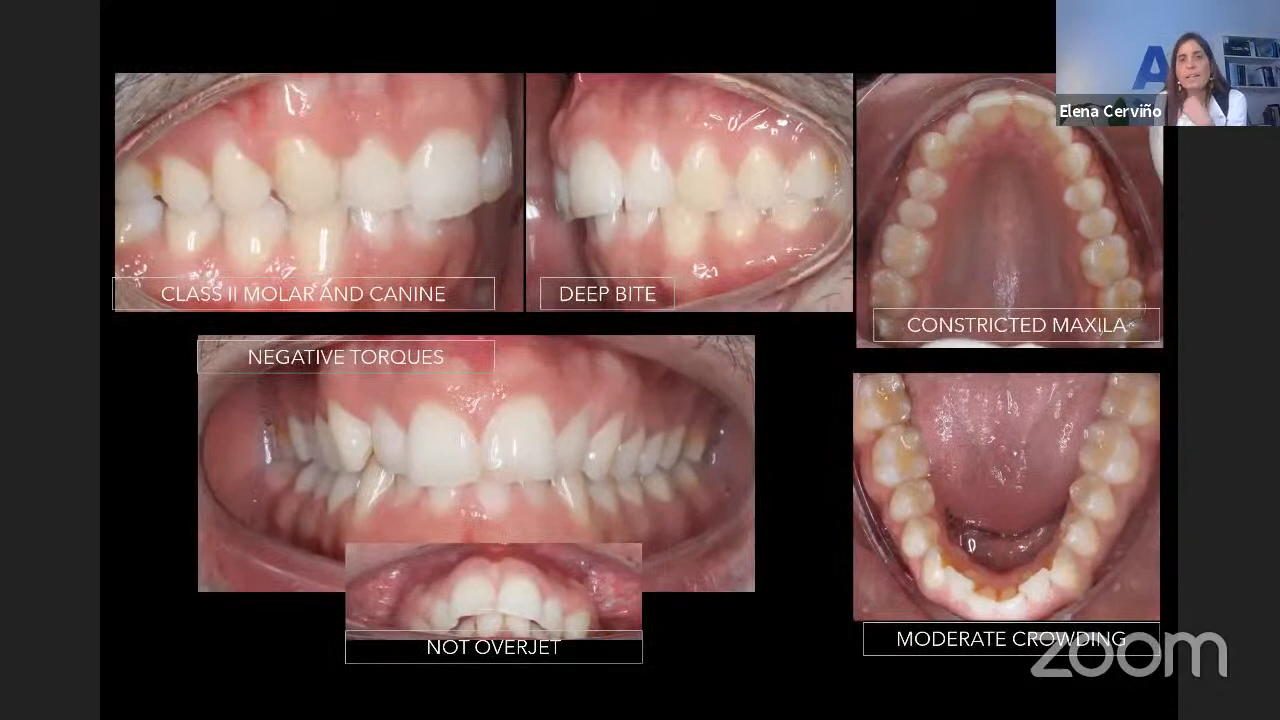 A
Elena Cerviño
CLASS II MOLAR AND CANINE
DEEP BITE
CONSTRICTED MAXILA
NEGATIVE TORQUES
NOT OVERJET
MODERATE CROWDING
zoom